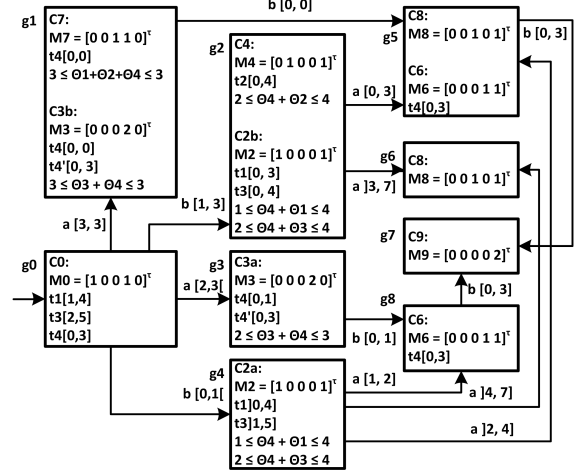 b [0, 0]
g1
C7:
M7 = [0 0 1 1 0]τ
t4[0,0]
3 ≤ Θ1+Θ2+Θ4 ≤ 3
C3b:
M3 = [0 0 0 2 0]τ
t4[0, 0]
t4'[0, 3]
3 ≤ Θ3 + Θ4 ≤ 3
g2
C4:
M4 = [0 1 0 0 1]τ
t2[0,4]
2 ≤ Θ4 + Θ2 ≤ 4
C2b:
M2 = [1 0 0 0 1]τ
t1[0, 3]
t3[0, 4]
1 ≤ Θ4 + Θ1 ≤ 4
2 ≤ Θ4 + Θ3 ≤ 4
g5
C8:
M8 = [0 0 1 0 1]τ
C6:
M6 = [0 0 0 1 1]τ
t4[0,3]
b [0, 3]
a [0, 3]
g6
C8:
M8 = [0 0 1 0 1]τ
a ]3, 7]
b [1, 3]
a [3, 3]
g7
C9:
M9 = [0 0 0 0 2]τ
g0
C0:
M0 = [1 0 0 1 0]τ
t1[1,4]
t3[2,5]
t4[0,3]
a [2,3[
g3
C3a:
M3 = [0 0 0 2 0]τ
t4[0,1]
t4'[0,3]
2 ≤ Θ3 + Θ4 ≤ 3
b [0, 3]
g8
C6:
M6 = [0 0 0 1 1]τ
t4[0,3]
b [0, 1]
g4
C2a:
M2 = [1 0 0 0 1]τ
t1]0,4]
t3]1,5]
1 ≤ Θ4 + Θ1 ≤ 4
2 ≤ Θ4 + Θ3 ≤ 4
b [0,1[
a [1, 2]
a ]4, 7]
a ]2, 4]